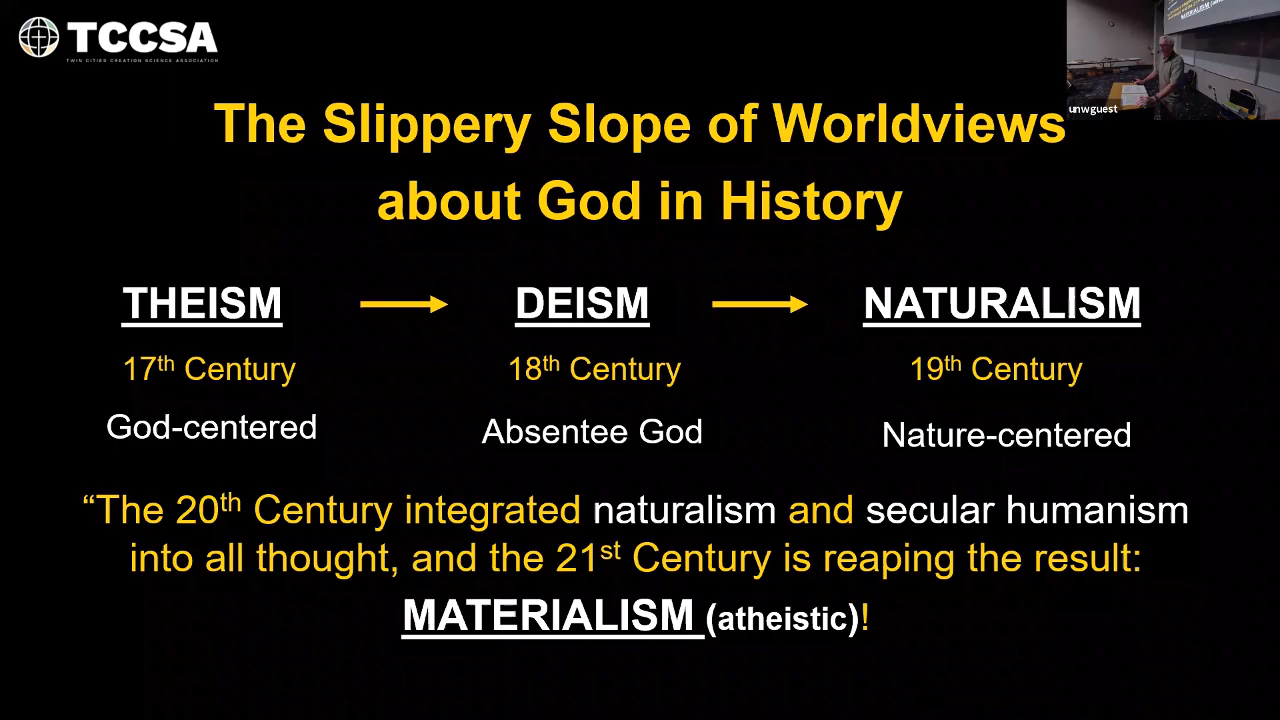 TCCSA
TWIN CITIES CREATION SCIENCE ASSOCIATION
unwguest
The Slippery Slope of Worldviews
about God in History
THEISM → DEISM → NATURALISM
17th Century 18th Century 19th Century
God-centered Absentee God Nature-centered
“The 20th Century integrated naturalism and secular humanism
into all thought, and the 21st Century is reaping the result:
MATERIALISM (atheistic)!